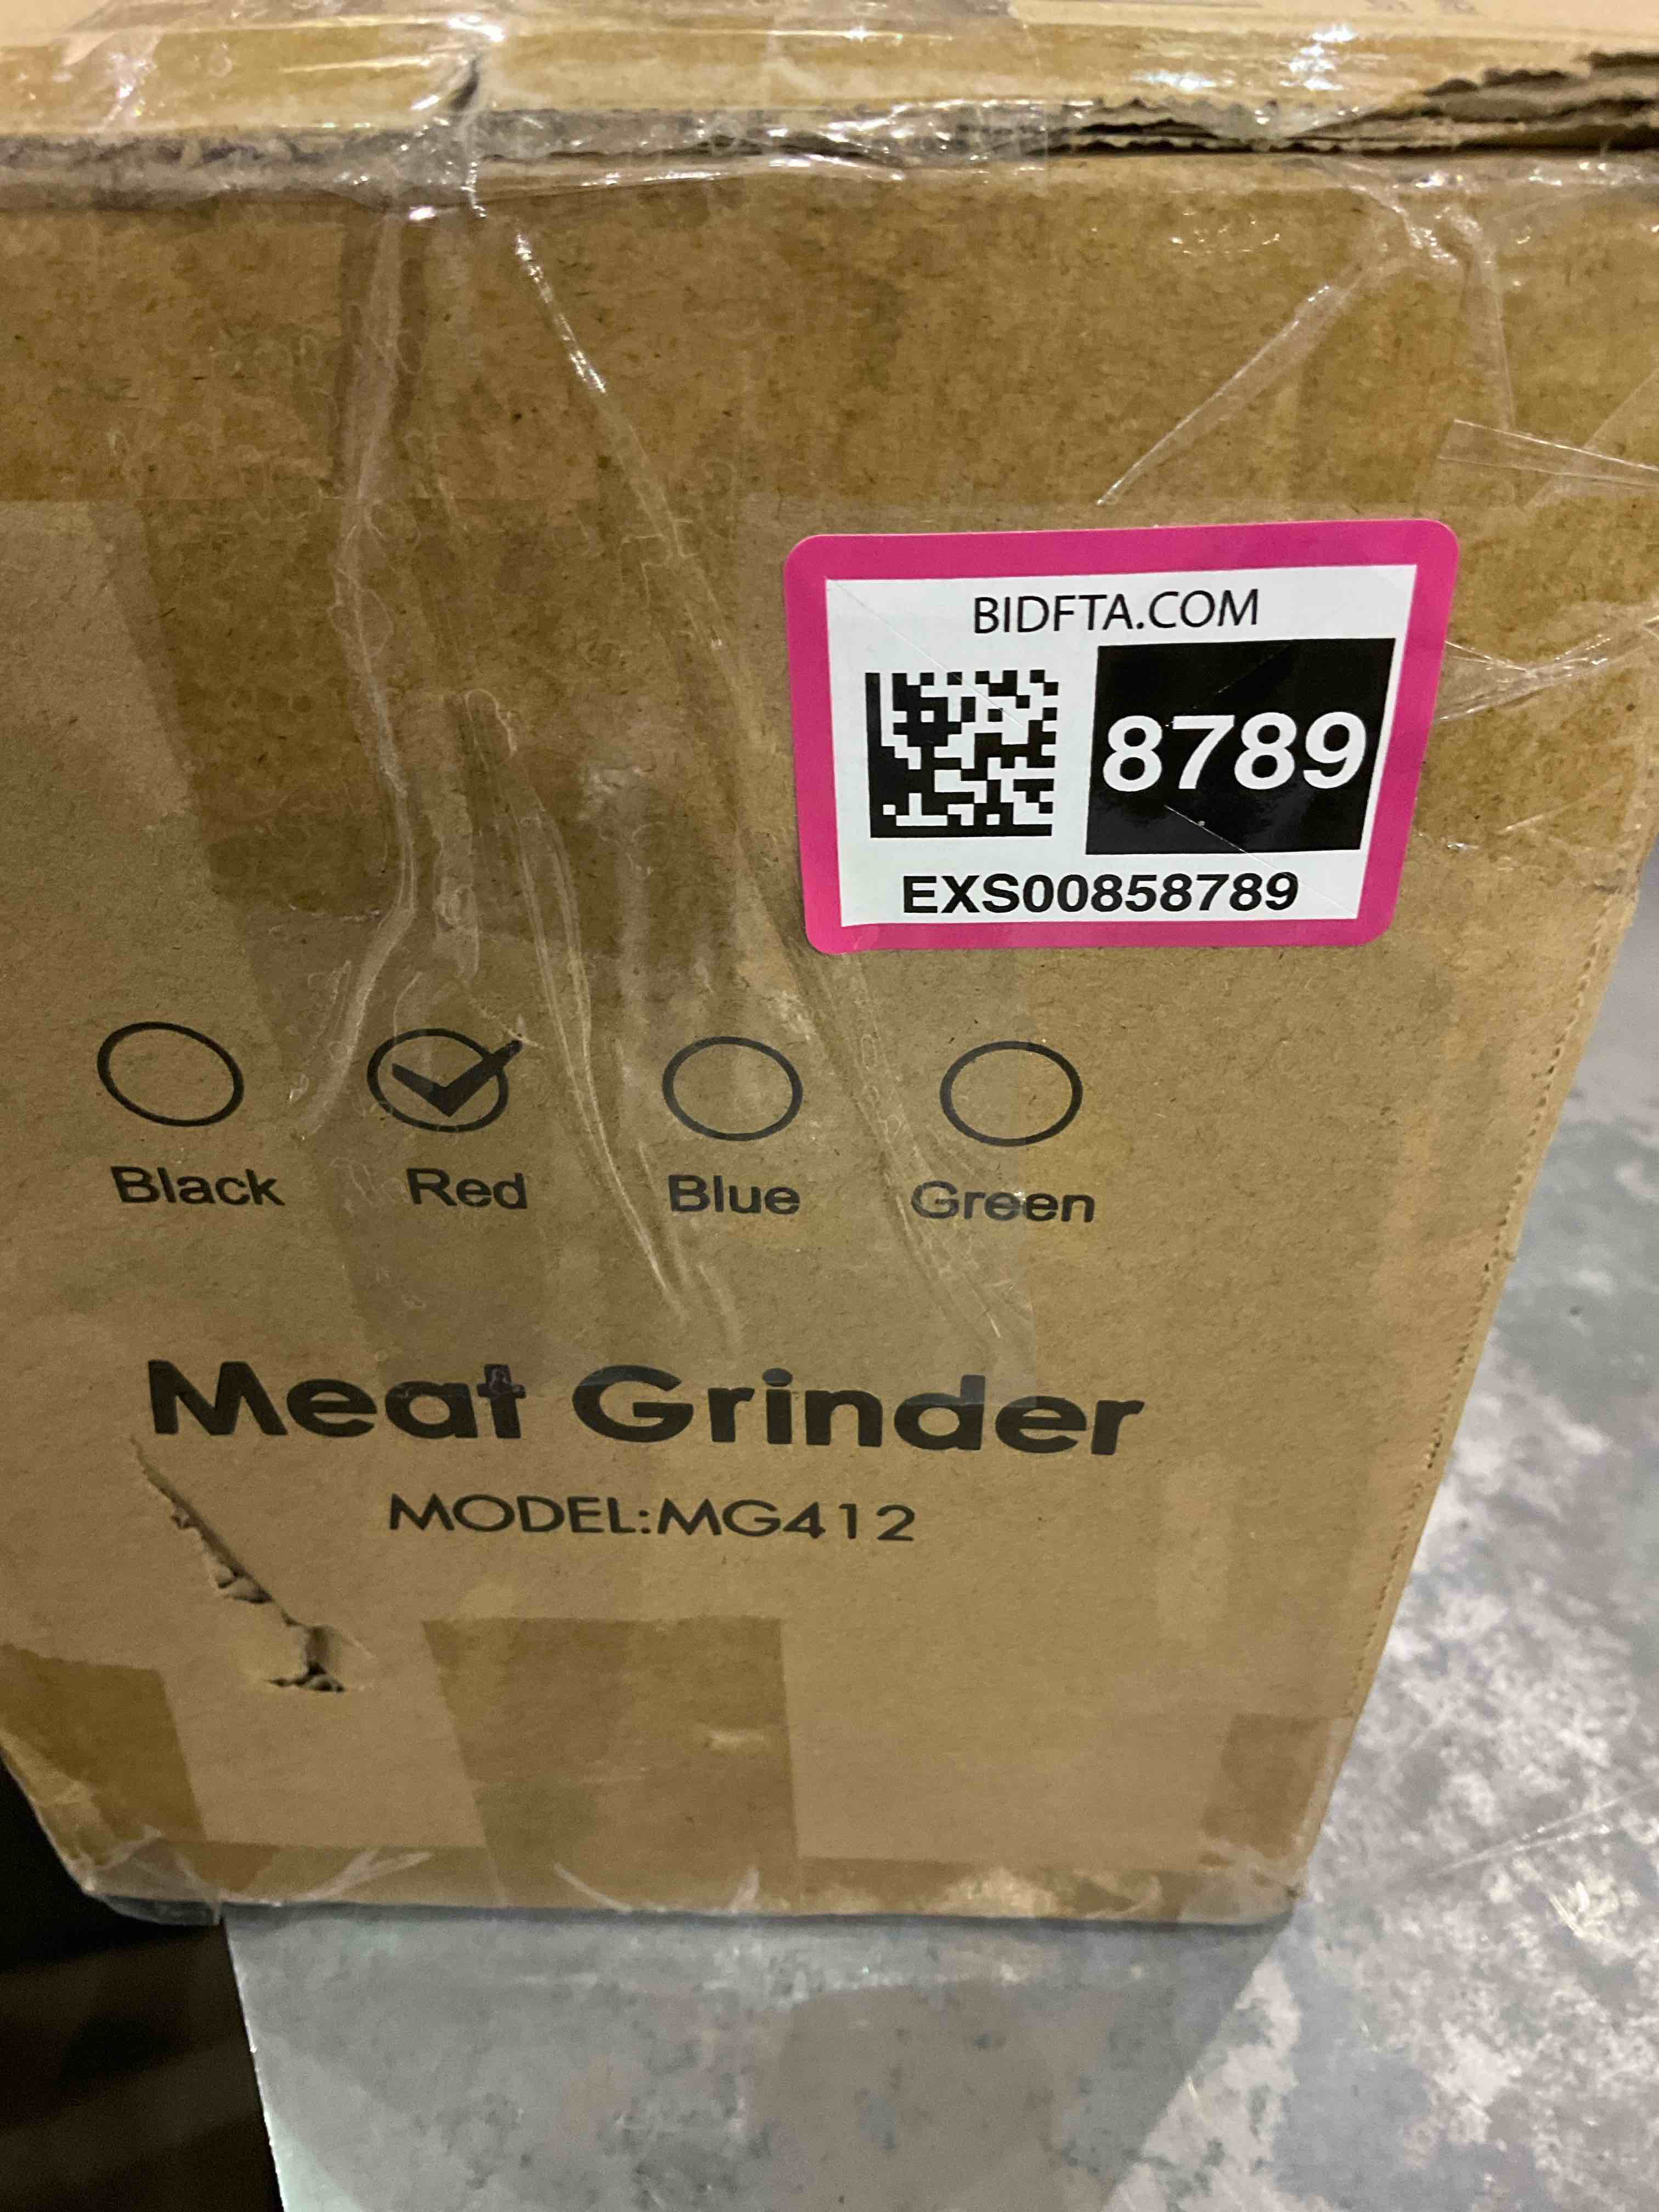 BIDFTA.COM
8789
EXS00858789
Black Red Blue Green
Meat Grinder
MODEL:MG412